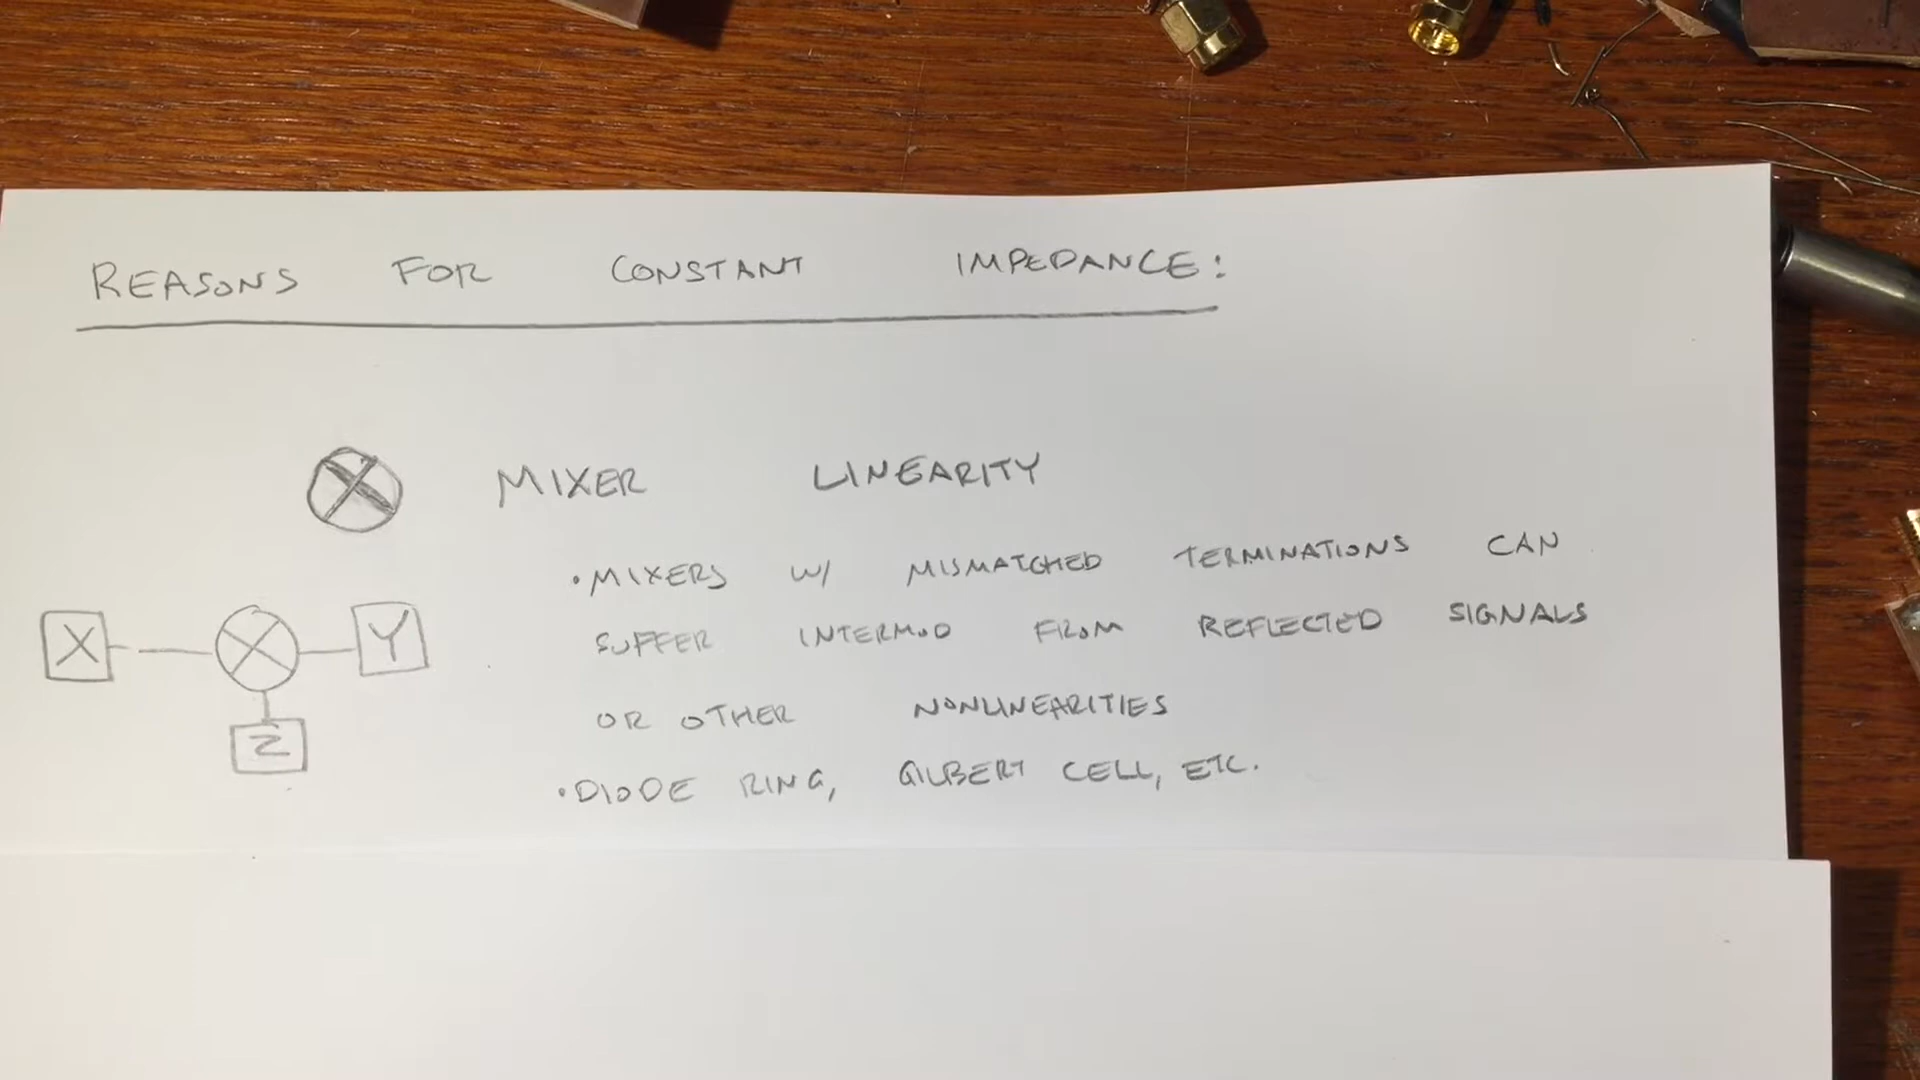 REASONS FOR CONSTANT IMPEDANCE:
MIXER LINEARITY
•MIXERS W/ MISMATCHED TERMINATIONS CAN
SUFFER INTERMOD FROM REFLECTED SIGNALS
OR OTHER NONLINEARITIES
•DIODE RING, GILBERT CELL, ETC.
X Y
Z